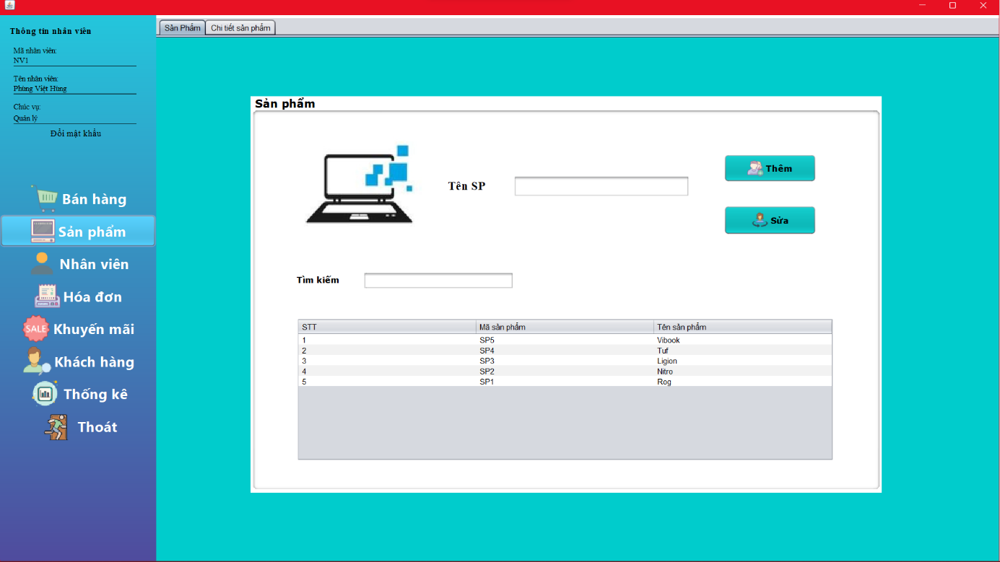 Thông tin nhân viên
Mã nhân viên:
NV1
Tên nhân viên:
Phùng Việt Hùng
Chúc vụ:
Quản lý
Đổi mật khẩu
Bán hàng
Sản phẩm
Nhân viên
Hóa đơn
SALE Khuyến mãi
Khách hàng
Thống kê
Thoát
Sản Phẩm Chi tiết sản phẩm
Sản phẩm
Thêm
Tên SP
Sửa
Tìm kiếm
STT Mã sản phẩm Tên sản phẩm
1 SP5 Vibook
2 SP4 Tuf
3 SP3 Ligion
4 SP2 Nitro
5 SP1 Rog